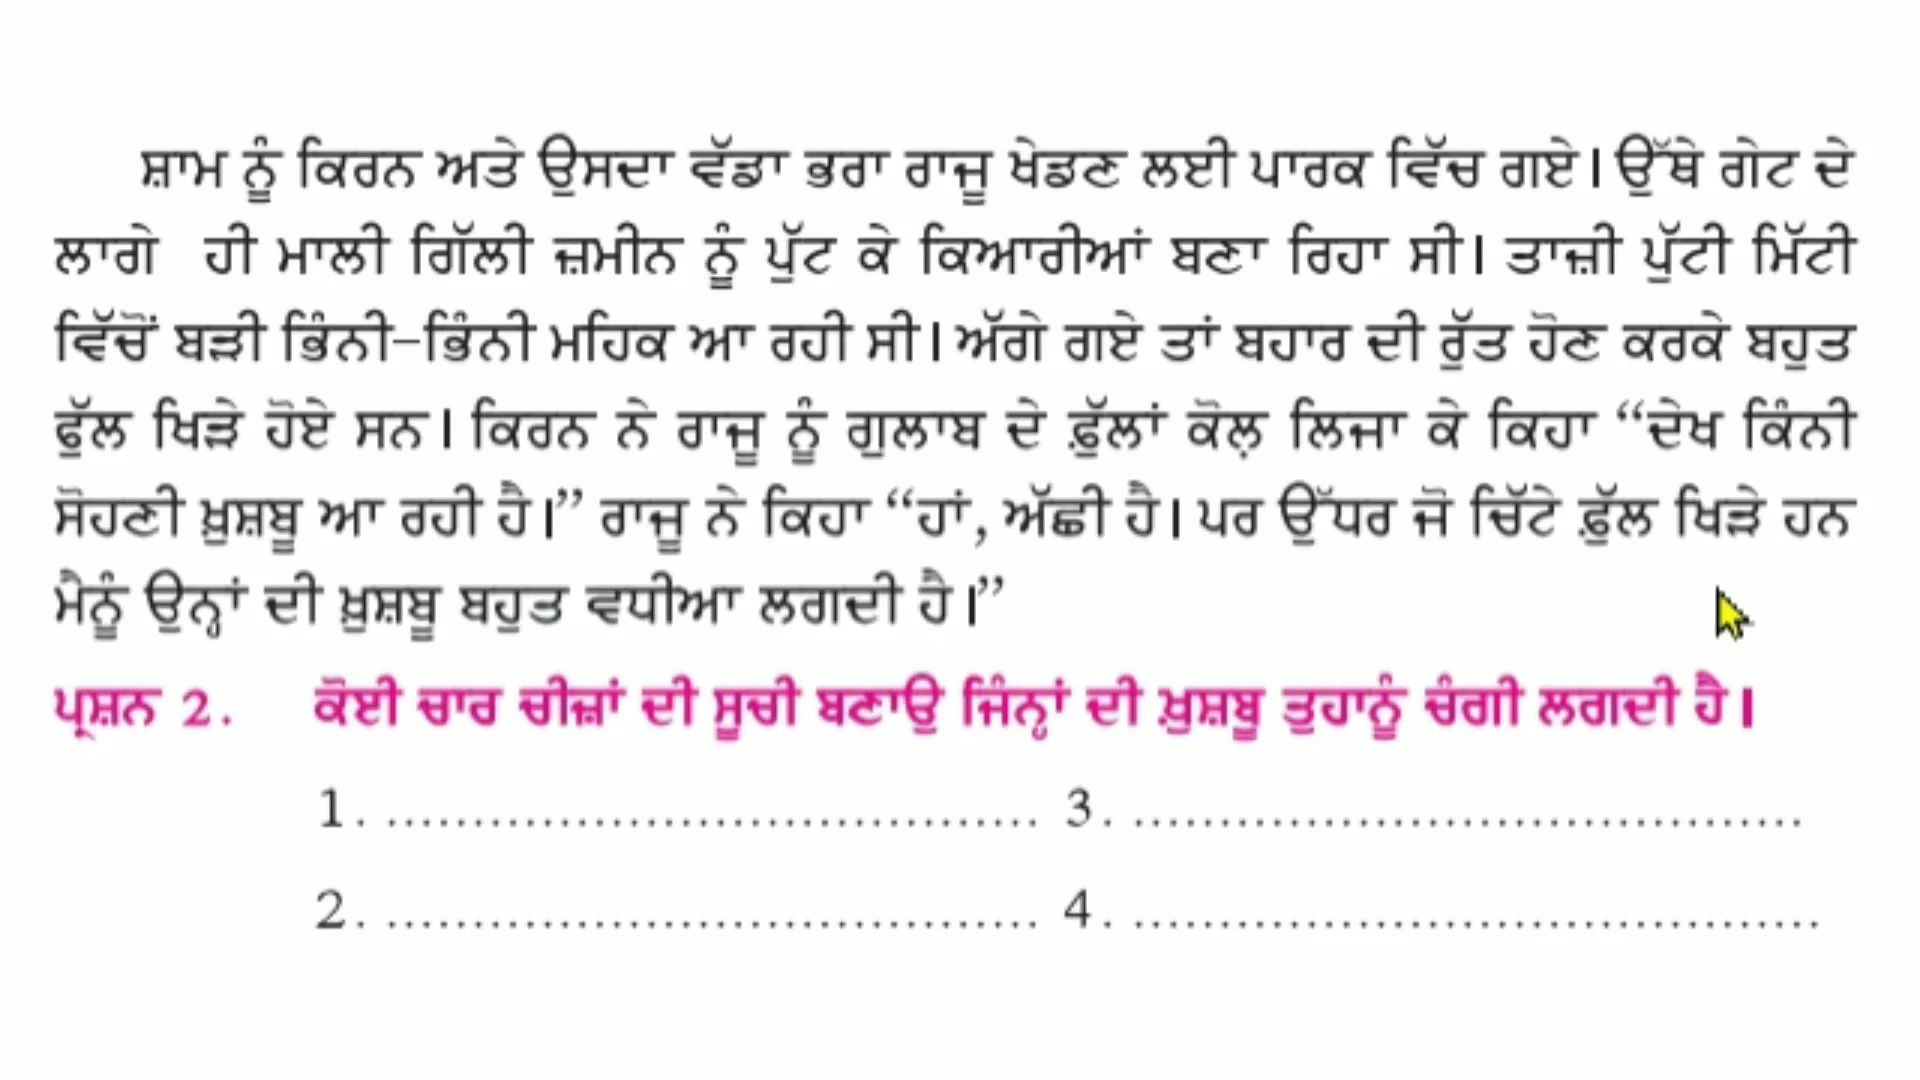 ਸ਼ਾਮ ਨੂੰ ਕਿਰਨ ਅਤੇ ਉਸਦਾ ਵੱਡਾ ਭਰਾ ਰਾਜੂ ਖੇਡਣ ਲਈ ਪਾਰਕ ਵਿੱਚ ਗਏ। ਉੱਥੇ ਗੇਟ ਦੇ
ਲਾਗੇ ਹੀ ਮਾਲੀ ਗਿੱਲੀ ਜ਼ਮੀਨ ਨੂੰ ਪੁੱਟ ਕੇ ਕਿਆਰੀਆਂ ਬਣਾ ਰਿਹਾ ਸੀ। ਤਾਜ਼ੀ ਪੁੱਟੀ ਮਿੱਟੀ
ਵਿੱਚੋਂ ਬੜੀ ਭਿੰਨੀ-ਭਿੰਨੀ ਮਹਿਕ ਆ ਰਹੀ ਸੀ। ਅੱਗੇ ਗਏ ਤਾਂ ਬਹਾਰ ਦੀ ਰੁੱਤ ਹੋਣ ਕਰਕੇ ਬਹੁਤ
ਫੁੱਲ ਖਿੜੇ ਹੋਏ ਸਨ। ਕਿਰਨ ਨੇ ਰਾਜੂ ਨੂੰ ਗੁਲਾਬ ਦੇ ਫ਼ੁੱਲਾਂ ਕੋਲ਼ ਲਿਜਾ ਕੇ ਕਿਹਾ “ਦੇਖ ਕਿੰਨੀ
ਸੋਹਣੀ ਖ਼ੁਸ਼ਬੂ ਆ ਰਹੀ ਹੈ।” ਰਾਜੂ ਨੇ ਕਿਹਾ “ਹਾਂ, ਅੱਛੀ ਹੈ। ਪਰ ਉੱਧਰ ਜੋ ਚਿੱਟੇ ਫ਼ੁੱਲ ਖਿੜੇ ਹਨ
ਮੈਨੂੰ ਉਨ੍ਹਾਂ ਦੀ ਖ਼ੁਸ਼ਬੂ ਬਹੁਤ ਵਧੀਆ ਲਗਦੀ ਹੈ।”
ਪ੍ਰਸ਼ਨ 2. ਕੋਈ ਚਾਰ ਚੀਜ਼ਾਂ ਦੀ ਸੂਚੀ ਬਣਾਉ ਜਿੰਨ੍ਹਾਂ ਦੀ ਖ਼ੁਸ਼ਬੂ ਤੁਹਾਨੂੰ ਚੰਗੀ ਲਗਦੀ ਹੈ।
1. ...................................... 3. .......................................
2. ...................................... 4. ........................................